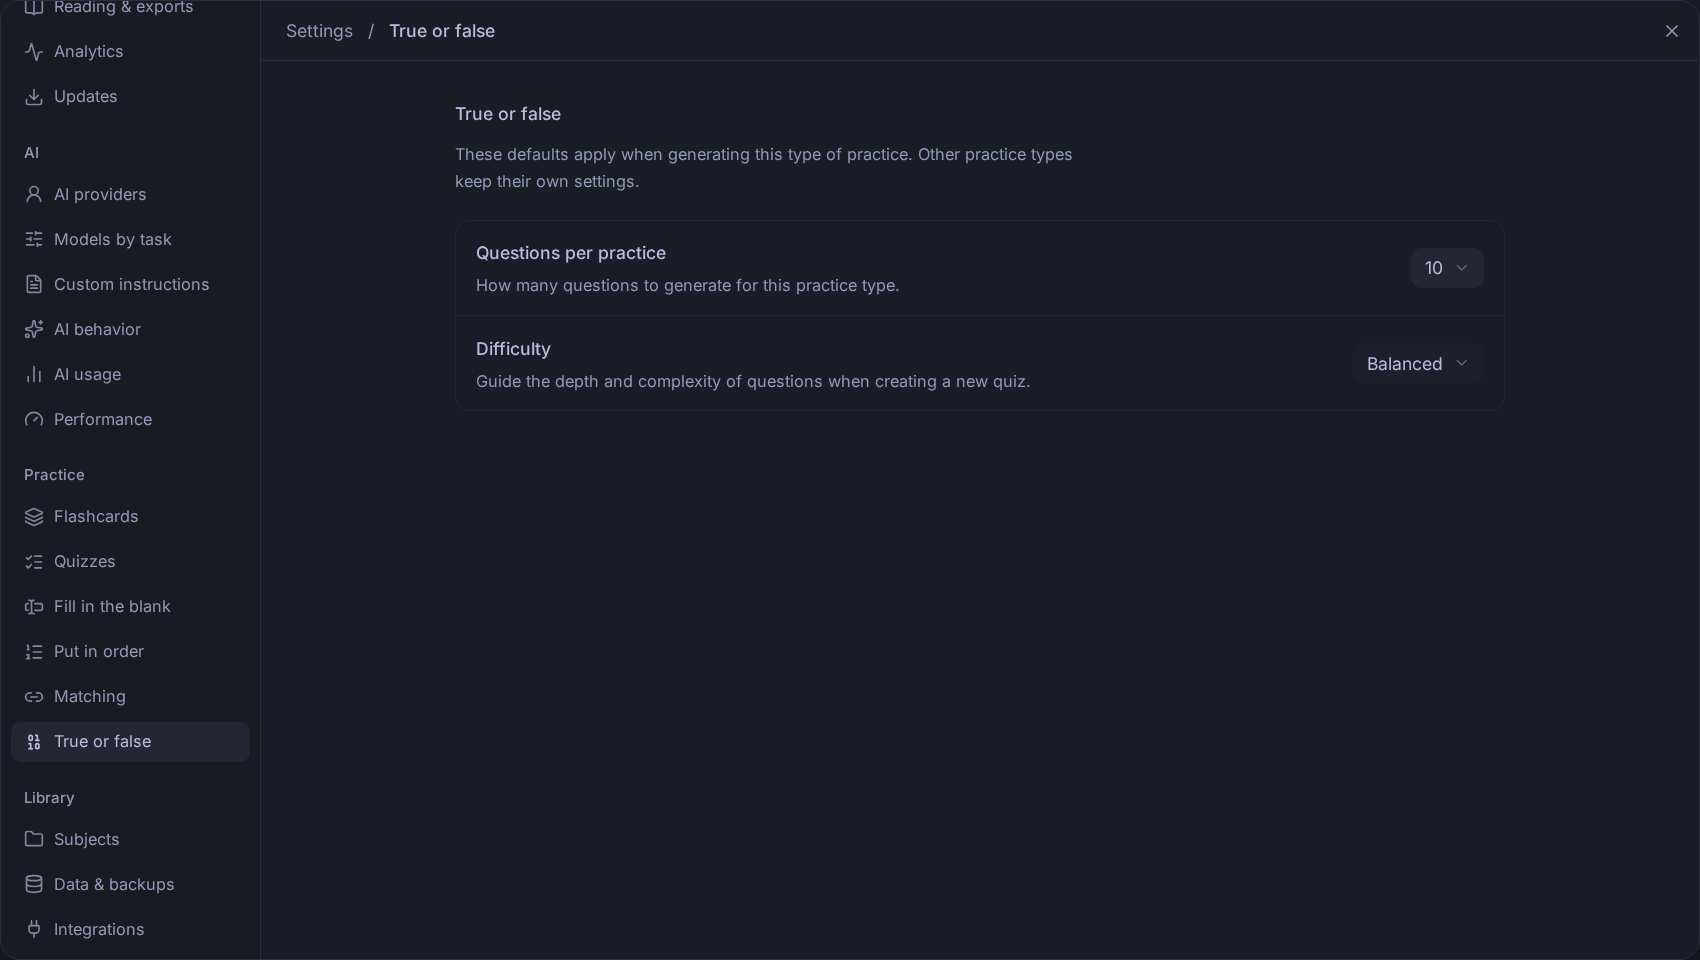 Reading & exports
Analytics
Updates
AI
AI providers
Models by task
Custom instructions
AI behavior
AI usage
Performance
Practice
Flashcards
Quizzes
Fill in the blank
Put in order
Matching
True or false
Library
Subjects
Data & backups
Integrations
Settings / True or false
True or false
These defaults apply when generating this type of practice. Other practice types
keep their own settings.
Questions per practice
How many questions to generate for this practice type.
10
Difficulty
Guide the depth and complexity of questions when creating a new quiz.
Balanced